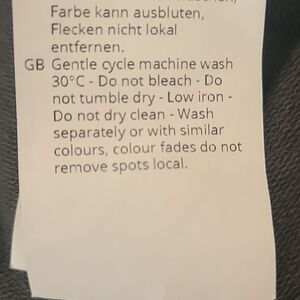 Farbe kann ausbluten,
Flecken nicht lokal
entfernen.
GB Gentle cycle machine wash
30°C - Do not bleach - Do
not tumble dry - Low iron -
Do not dry clean - Wash
separately or with similar
colours, colour fades do not
remove spots local.